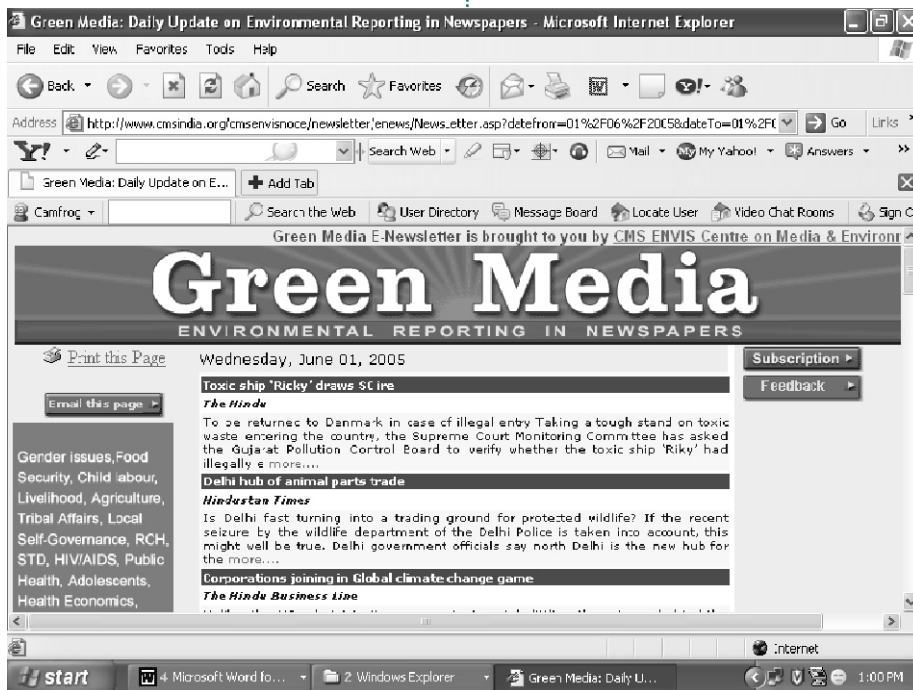 Green Media: Daily Update on Environmental Reporting in Newspapers - Microsoft Internet Explorer
File Edit View Favorites Tools Help
Back Search Favorites
Address http://www.cmsindia.org/cmsenvisnoce/newsletter/enews/News_etter.asp?datefrom=01%2F06%2F2005&dateTo=01%2F0 Go Links
Y! Search Web Mail My Yahoo! Answers
Green Media: Daily Update on E... Add Tab
Camfrog Search the Web User Directory Message Board Locate User Video Chat Rooms Sign
Green Media E-Newsletter is brought to you by CMS ENVIS Centre on Media & Environr
Green Media
ENVIRONMENTAL REPORTING IN NEWSPAPERS
Print this Page
Email this page
Gender issues,Food
Security, Child labour,
Livelihood, Agriculture,
Tribal Affairs, Local
Self-Governance, RCH,
STD, HIV/AIDS, Public
Health, Adolescents,
Health Economics,
Wednesday, June 01, 2005
Toxic ship 'Ricky' draws SC ire
The Hindu
To be returned to Danmark in case of illegal entry Taking a tough stand on toxic
waste entering the country, the Supreme Court Monitoring Committee has asked
the Gujarat Pollution Control Board to verify whether the toxic ship 'Riky' had
illegally e more....
Delhi hub of animal parts trade
Hindustan Times
Is Delhi fast turning into a trading ground for protected wildlife? If the recent
seizure by the wildlife department of the Delhi Police is taken into account, this
might well be true. Delhi government officials say north Delhi is the new hub for
the more....
Corporations joining in Global climate change game
The Hindu Business Line
Subscription
Feedback
Internet
start 4 Microsoft Word fo... 2 Windows Explorer Green Media: Daily U... 1:00 PM